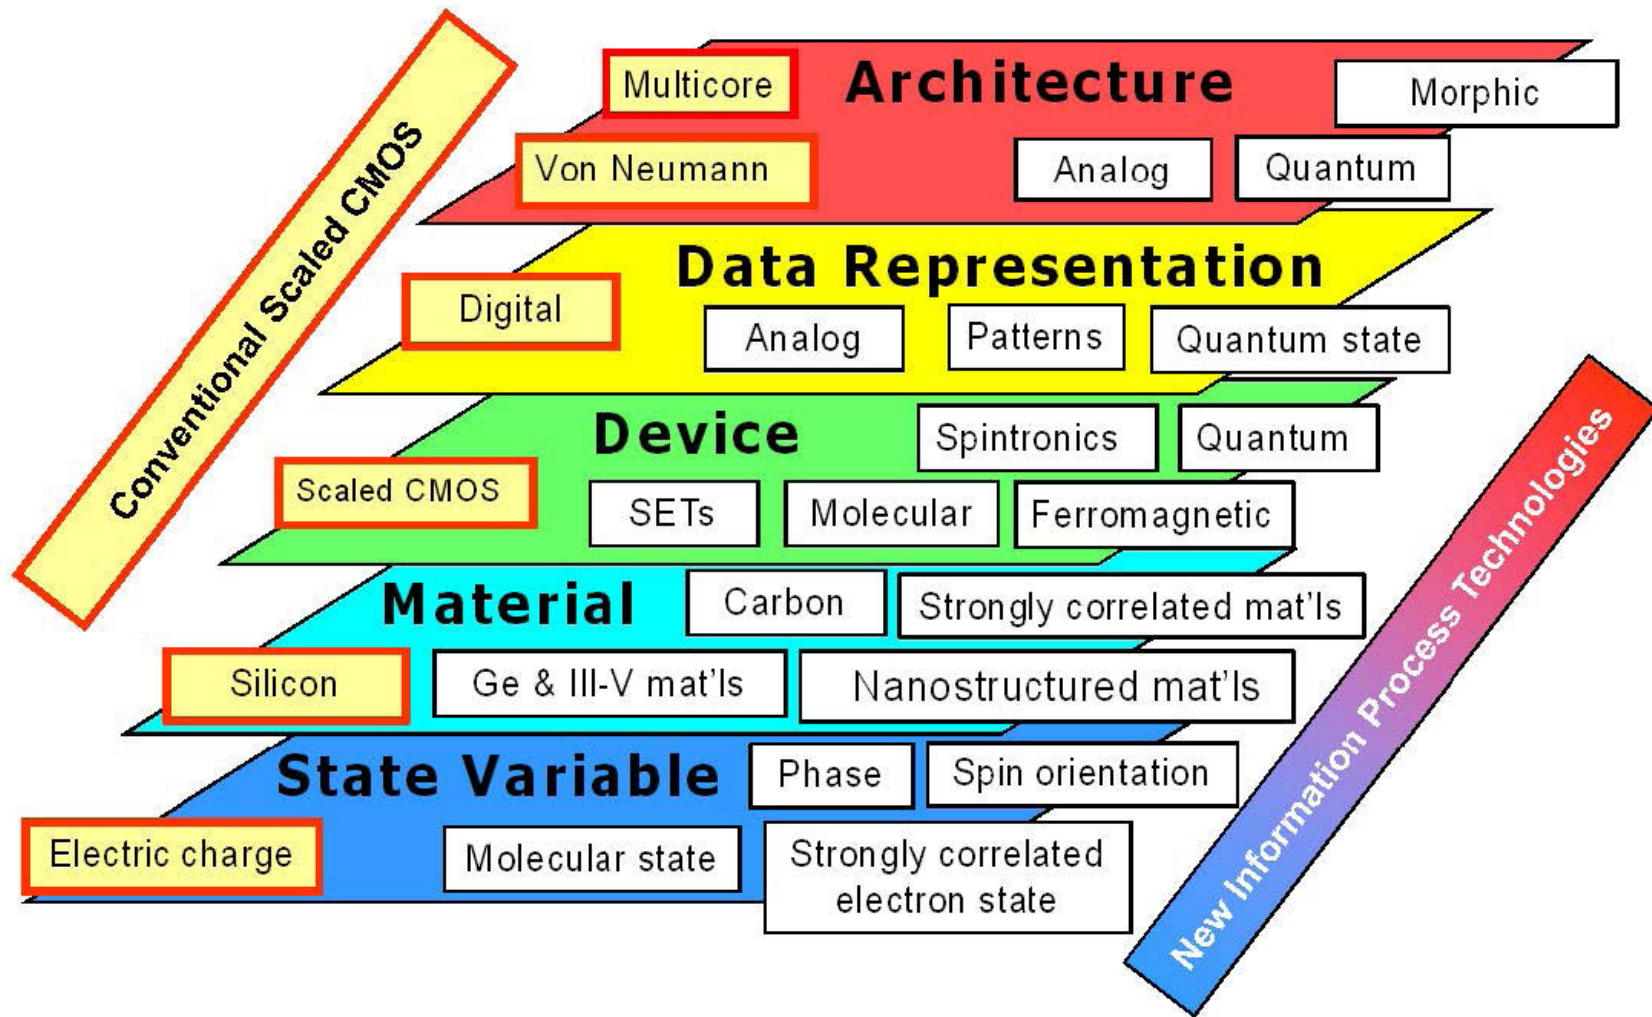 Conventional Scaled CMOS
Multicore
Architecture
Morphic
Von Neumann
Analog
Quantum
Data Representation
Digital
Analog
Patterns
Quantum state
Device
Spintronics
Quantum
Scaled CMOS
SETs
Molecular
Ferromagnetic
Material
Carbon
Strongly correlated mat'ls
Silicon
Ge & III-V mat'ls
Nanostructured mat'ls
State Variable
Phase
Spin orientation
Electric charge
Molecular state
Strongly correlated
electron state
New Information Process Technologies